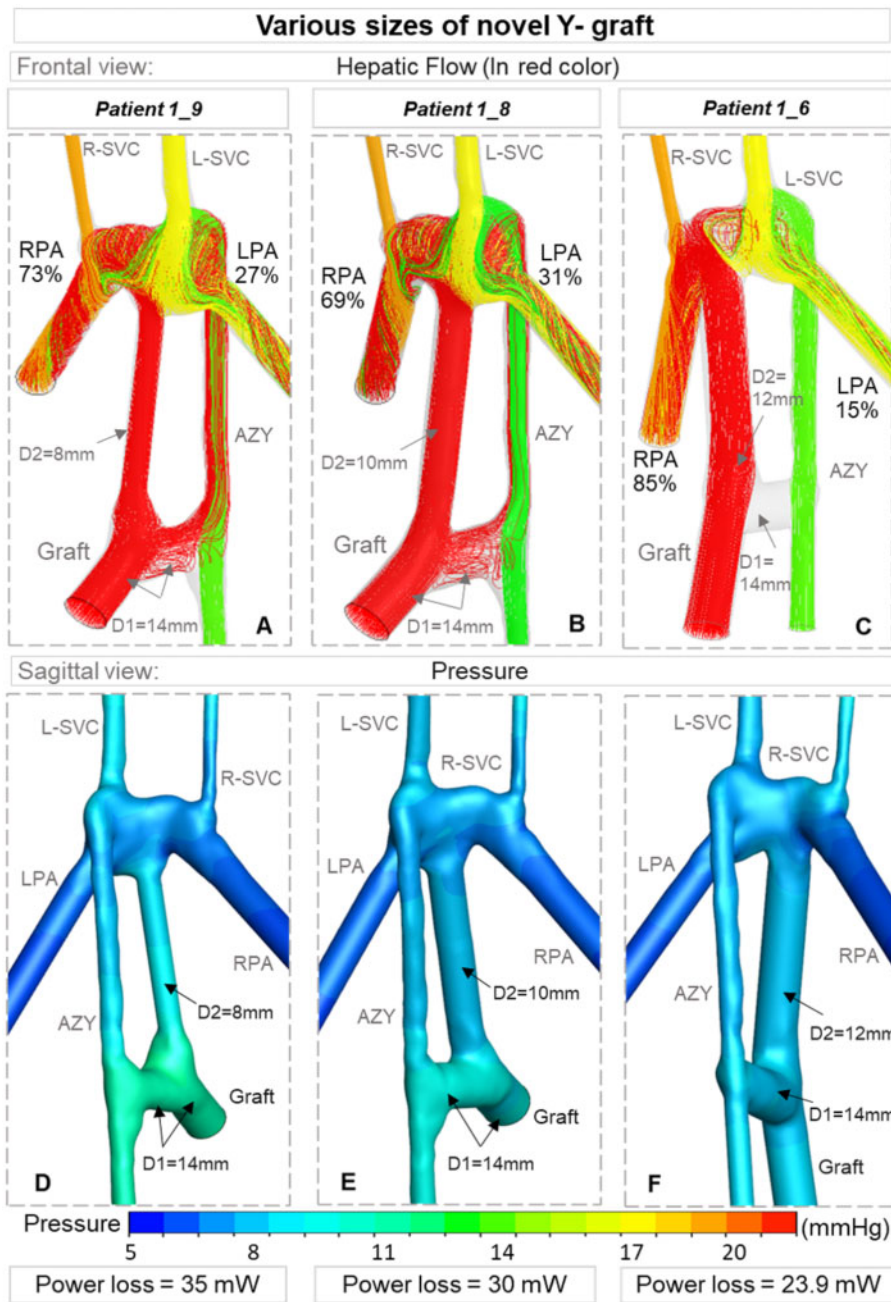 Various sizes of novel Y- graft
Frontal view: Hepatic Flow (In red color)
Patient 1_9 Patient 1_8 Patient 1_6
R-SVC L-SVC RPA 73% LPA 27% D2=8mm AZY Graft D1=14mm A
R-SVC L-SVC RPA 69% LPA 31% D2=10mm AZY Graft D1=14mm B
R-SVC L-SVC D2= 12mm LPA 15% RPA 85% AZY Graft D1= 14mm C
Sagittal view: Pressure
L-SVC R-SVC LPA RPA D2=8mm AZY Graft D1=14mm D
L-SVC R-SVC LPA RPA D2=10mm AZY Graft D1=14mm E
L-SVC R-SVC LPA RPA AZY D2=12mm D1=14mm Graft F
Pressure (mmHg)
5 8 11 14 17 20
Power loss = 35 mW Power loss = 30 mW Power loss = 23.9 mW